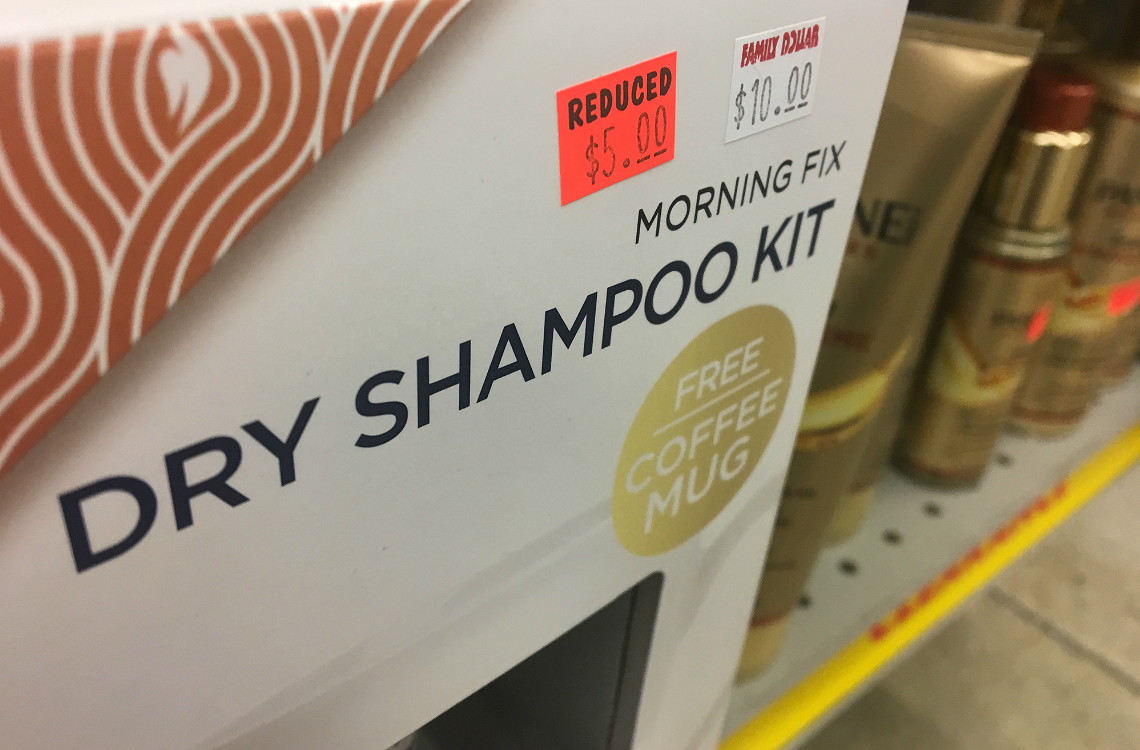 REDUCED
$5.00
FAMILY DOLLAR
$10.00
MORNING FIX
DRY SHAMPOO KIT
FREE
COFFEE
MUG